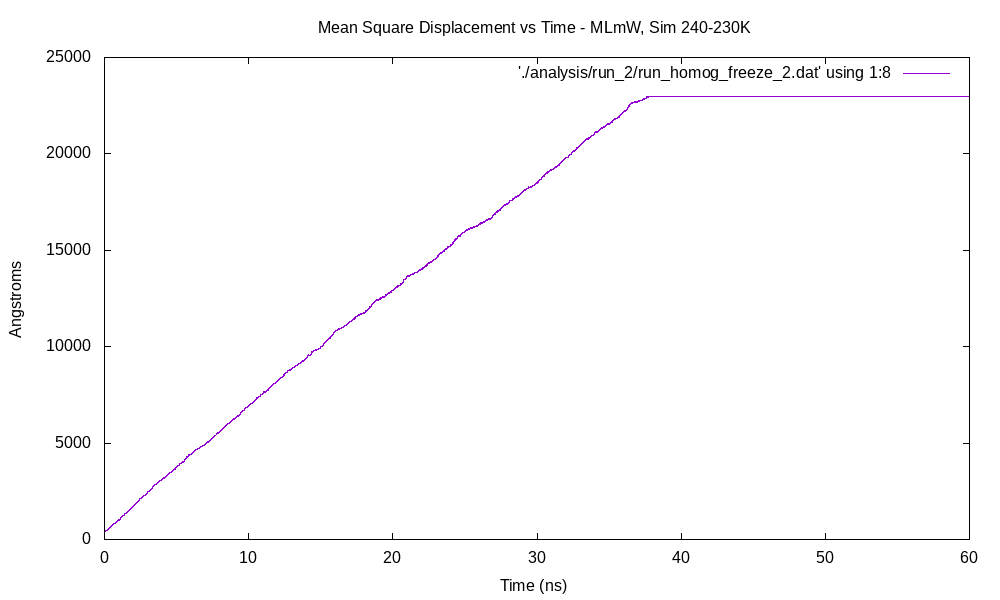 Mean Square Displacement vs Time - MLmW, Sim 240-230K
'./analysis/run_2/run_homog_freeze_2.dat' using 1:8
25000
20000
15000
10000
5000
0
Angstroms
0 10 20 30 40 50 60
Time (ns)